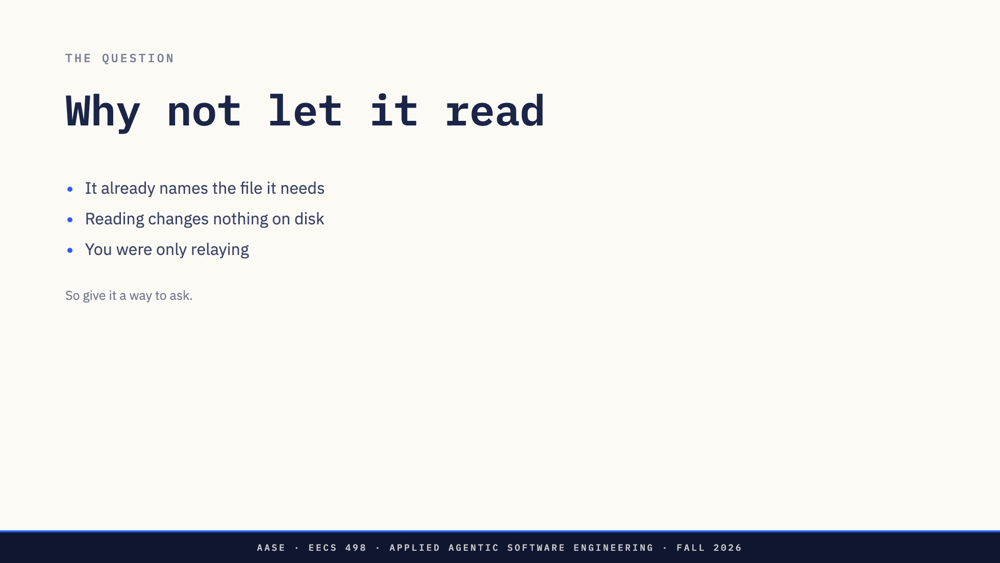 THE QUESTION
Why not let it read
• It already names the file it needs
• Reading changes nothing on disk
• You were only relaying
So give it a way to ask.
AASE · EECS 498 · APPLIED AGENTIC SOFTWARE ENGINEERING · FALL 2026